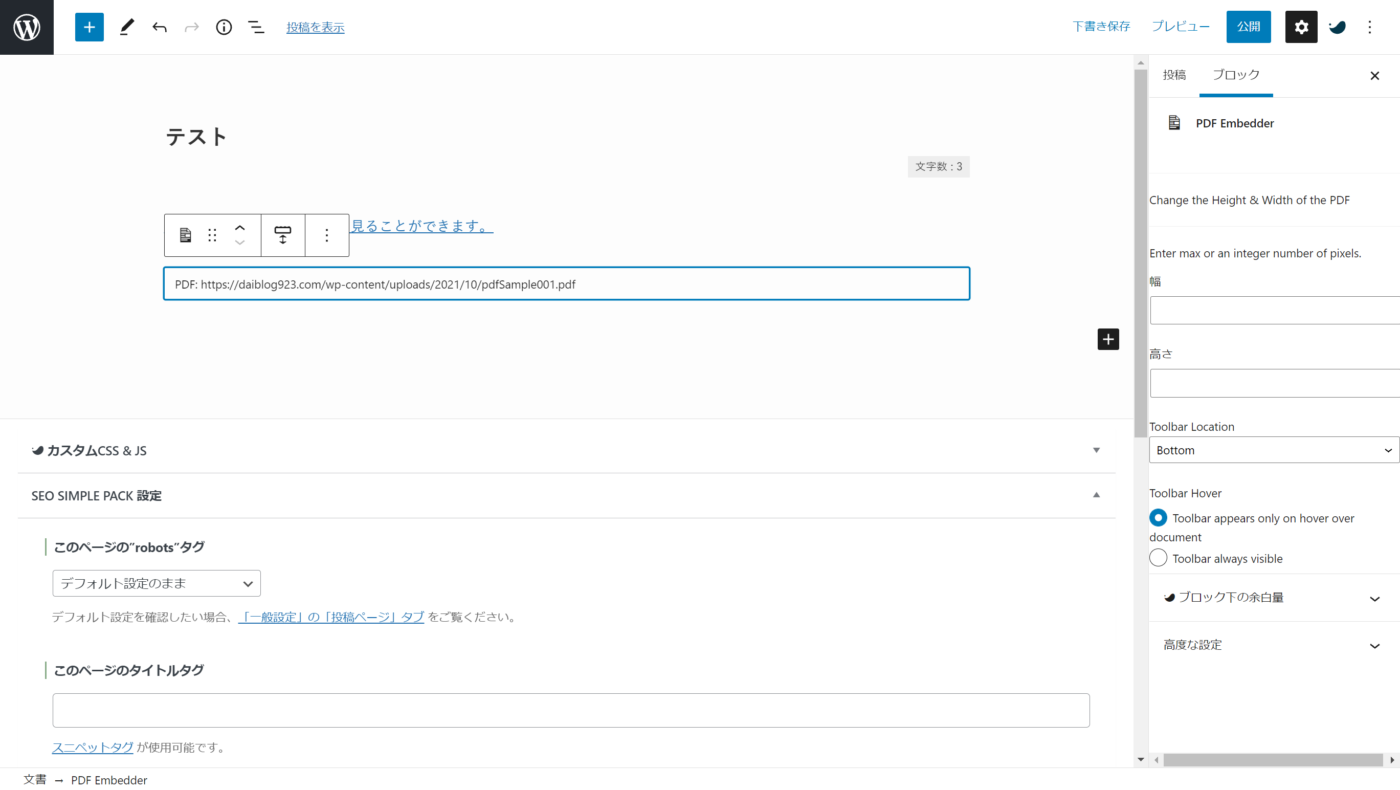 投稿を表示
下書き保存
プレビュー
公開
テスト
文字数 : 3
見ることができます。
PDF: https://daiblog923.com/wp-content/uploads/2021/10/pdfSample001.pdf
カスタムCSS & JS
SEO SIMPLE PACK 設定
このページの"robots"タグ
デフォルト設定のまま
デフォルト設定を確認したい場合、「一般設定」の「投稿ページ」タブ をご覧ください。
このページのタイトルタグ
スニペットタグ が使用可能です。
文書 → PDF Embedder
投稿
ブロック
PDF Embedder
Change the Height & Width of the PDF
Enter max or an integer number of pixels.
幅
高さ
Toolbar Location
Bottom
Toolbar Hover
Toolbar appears only on hover over
document
Toolbar always visible
ブロック下の余白量
高度な設定